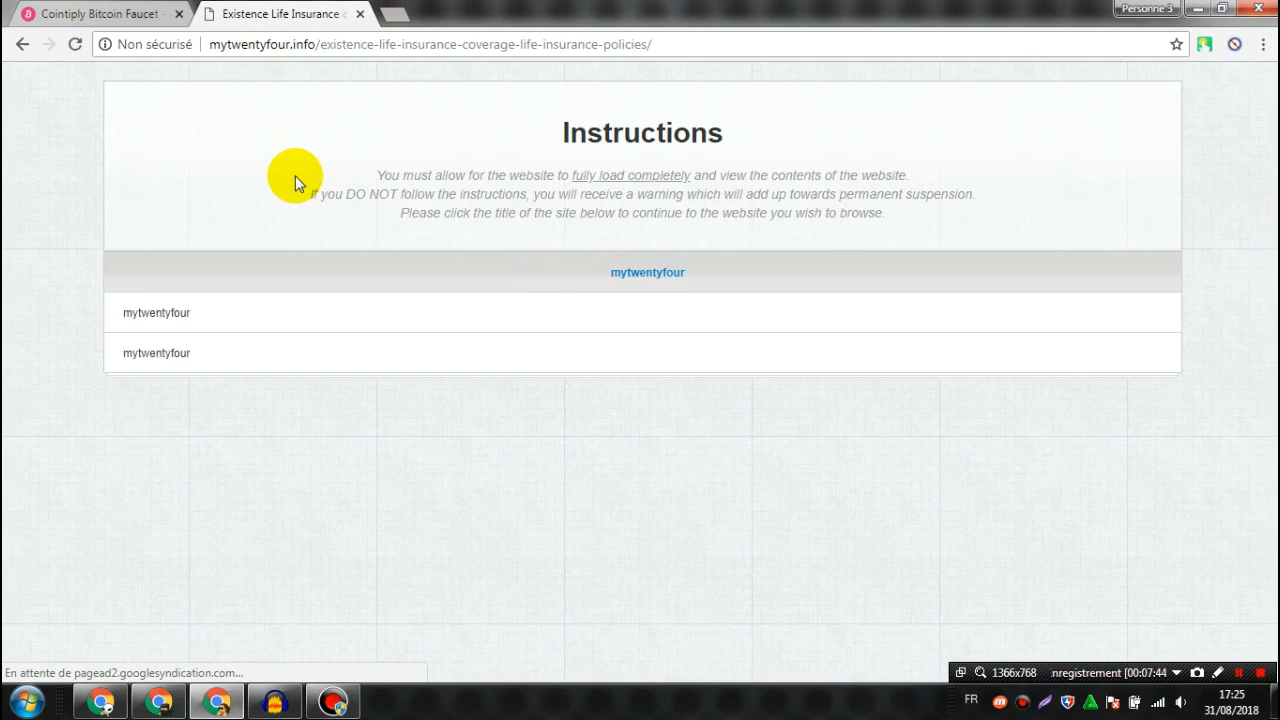 Cointiply Bitcoin Faucet -
Existence Life Insurance c
Personne 3
Non sécurisé
mytwentyfour.info/existence-life-insurance-coverage-life-insurance-policies/
Instructions
You must allow for the website to fully load completely and view the contents of the website.
If you DO NOT follow the instructions, you will receive a warning which will add up towards permanent suspension.
Please click the title of the site below to continue to the website you wish to browse.
mytwentyfour
mytwentyfour
mytwentyfour
En attente de pagead2.googlesyndication.com...
1366x768
nregistrement [00:07:44
FR
17:25
31/08/2018